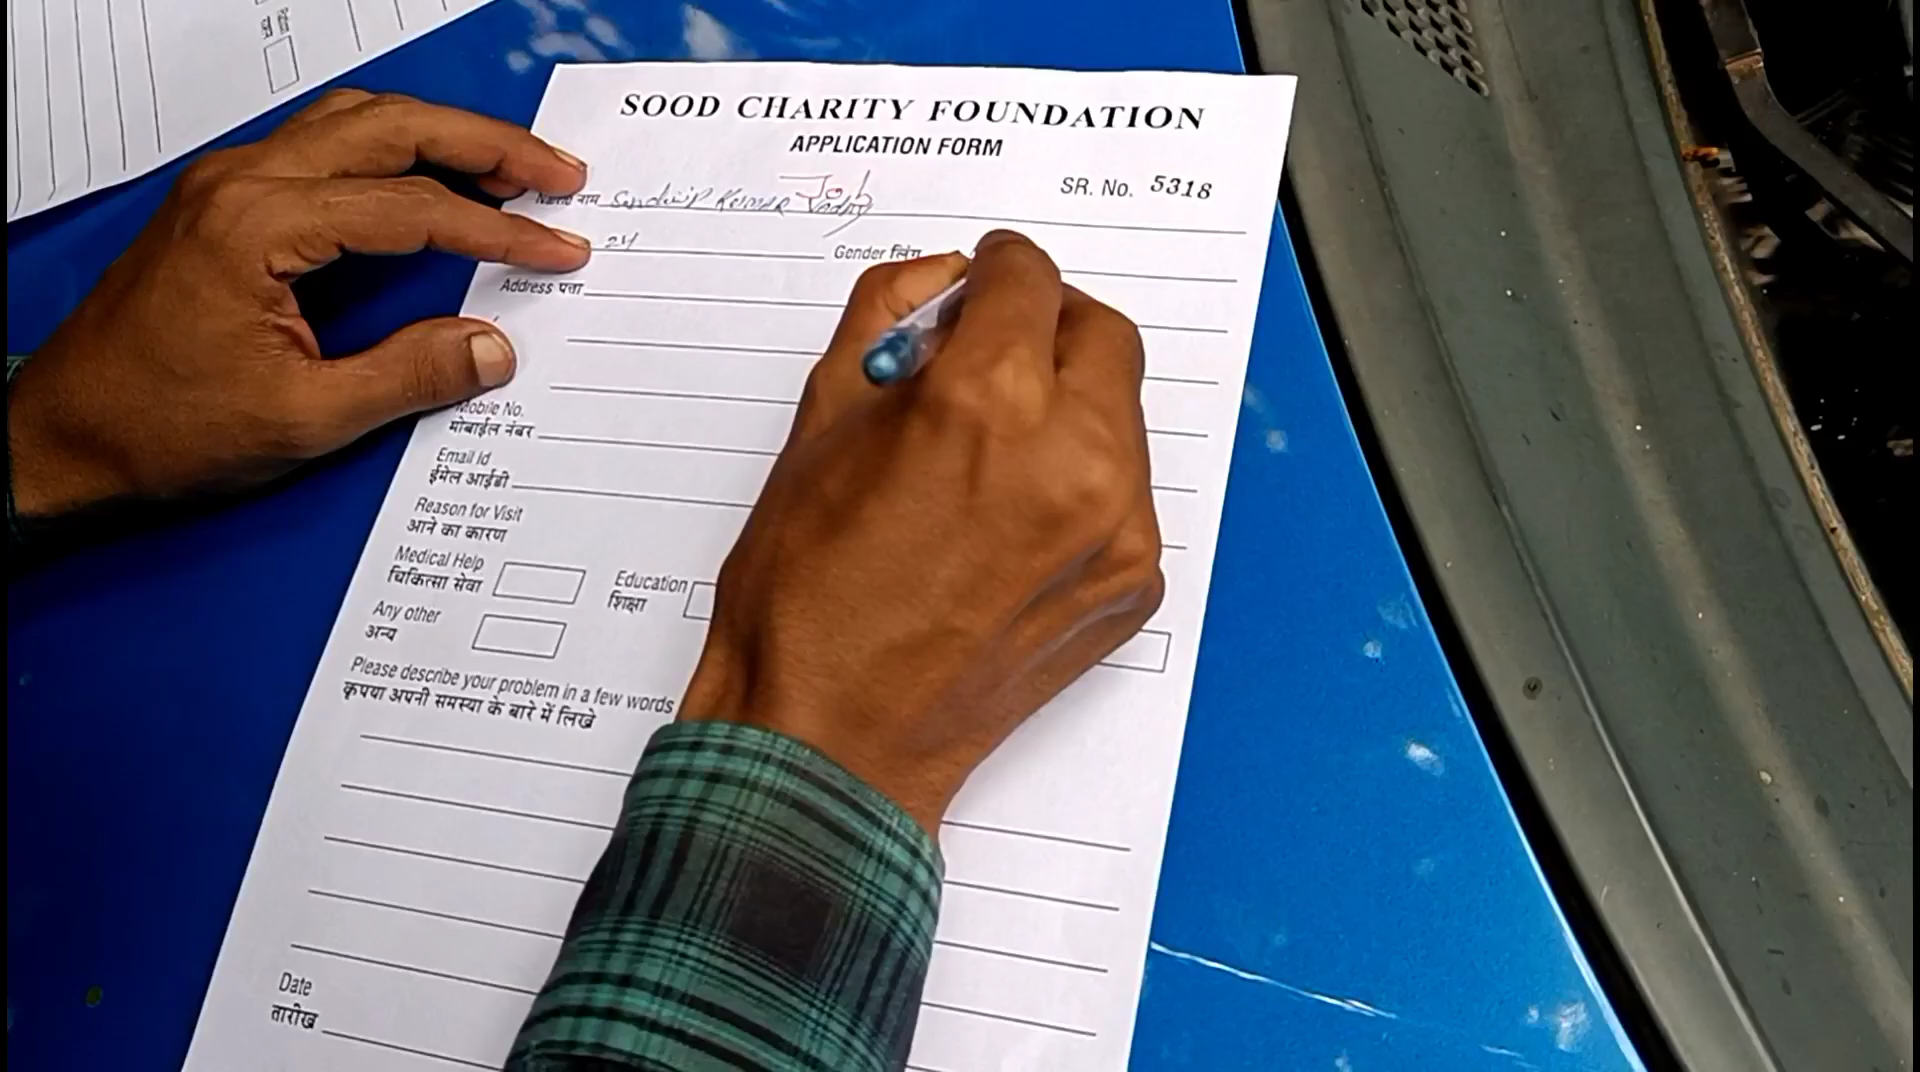 SOOD CHARITY FOUNDATION
APPLICATION FORM
SR. No. 5318
Name नाम Sandeep Kumar Yadav
24 Gender लिंग
Address पत्ता
Mobile No.
मोबाईल नंबर
Email Id
ईमेल आईडी
Reason for Visit
आने का कारण
Medical Help
चिकित्सा सेवा
Education
शिक्षा
Any other
अन्य
Please describe your problem in a few words
कृपया अपनी समस्या के बारे में लिखे
Date
तारीख